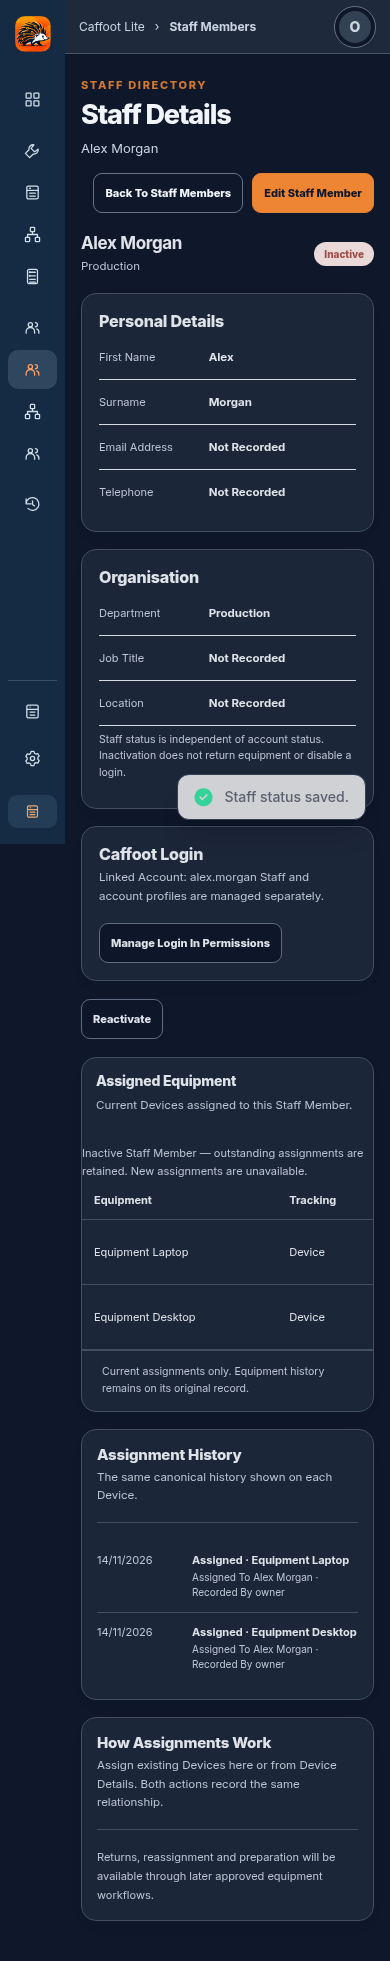 Caffoot Lite › Staff Members
O
STAFF DIRECTORY
Staff Details
Alex Morgan
Back To Staff Members
Edit Staff Member
Alex Morgan
Production
Inactive
Personal Details
First Name Alex
Surname Morgan
Email Address Not Recorded
Telephone Not Recorded
Organisation
Department Production
Job Title Not Recorded
Location Not Recorded
Staff status is independent of account status.
Inactivation does not return equipment or disable a
login.
Staff status saved.
Caffoot Login
Linked Account: alex.morgan Staff and
account profiles are managed separately.
Manage Login In Permissions
Reactivate
Assigned Equipment
Current Devices assigned to this Staff Member.
Inactive Staff Member — outstanding assignments are
retained. New assignments are unavailable.
Equipment Tracking
Equipment Laptop Device
Equipment Desktop Device
Current assignments only. Equipment history
remains on its original record.
Assignment History
The same canonical history shown on each
Device.
14/11/2026 Assigned · Equipment Laptop
Assigned To Alex Morgan ·
Recorded By owner
14/11/2026 Assigned · Equipment Desktop
Assigned To Alex Morgan ·
Recorded By owner
How Assignments Work
Assign existing Devices here or from Device
Details. Both actions record the same
relationship.
Returns, reassignment and preparation will be
available through later approved equipment
workflows.